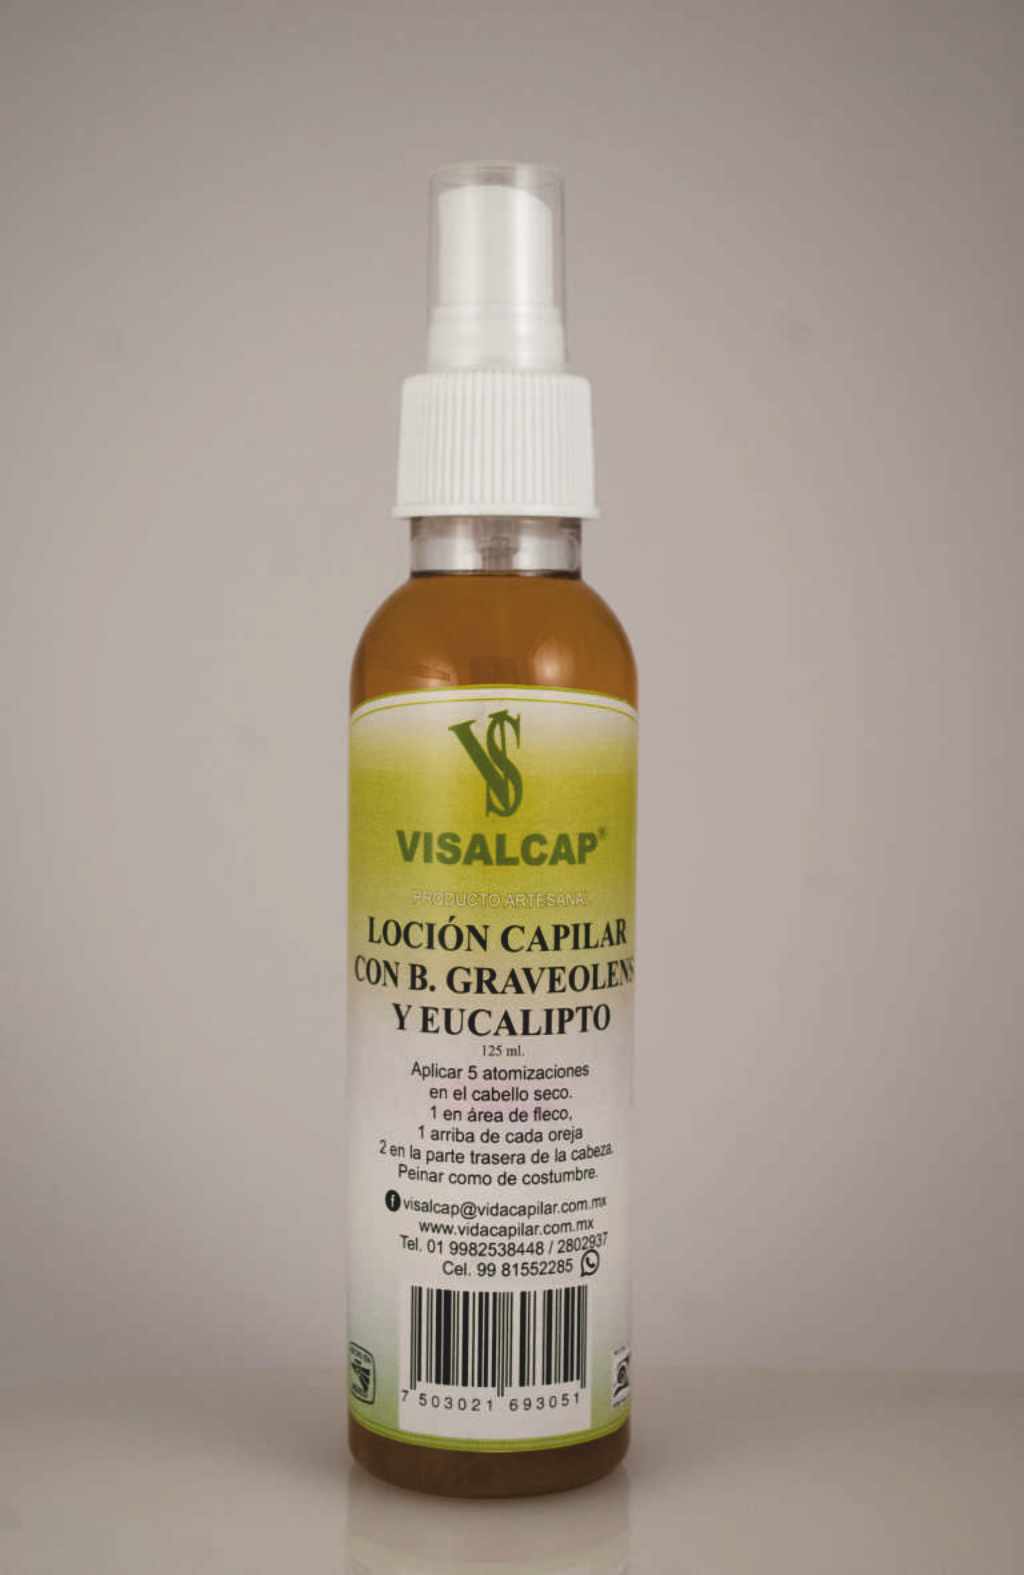 VS
VISALCAP®
PRODUCTO ARTESANAL
LOCIÓN CAPILAR
CON B. GRAVEOLENS
Y EUCALIPTO
125 ml.
Aplicar 5 atomizaciones
en el cabello seco.
1 en área de fleco,
1 arriba de cada oreja
2 en la parte trasera de la cabeza.
Peinar como de costumbre.
f visalcap@vidacapilar.com.mx
www.vidacapilar.com.mx
Tel. 01 9982538448 / 2802937
Cel. 99 81552285
7 503021 693051